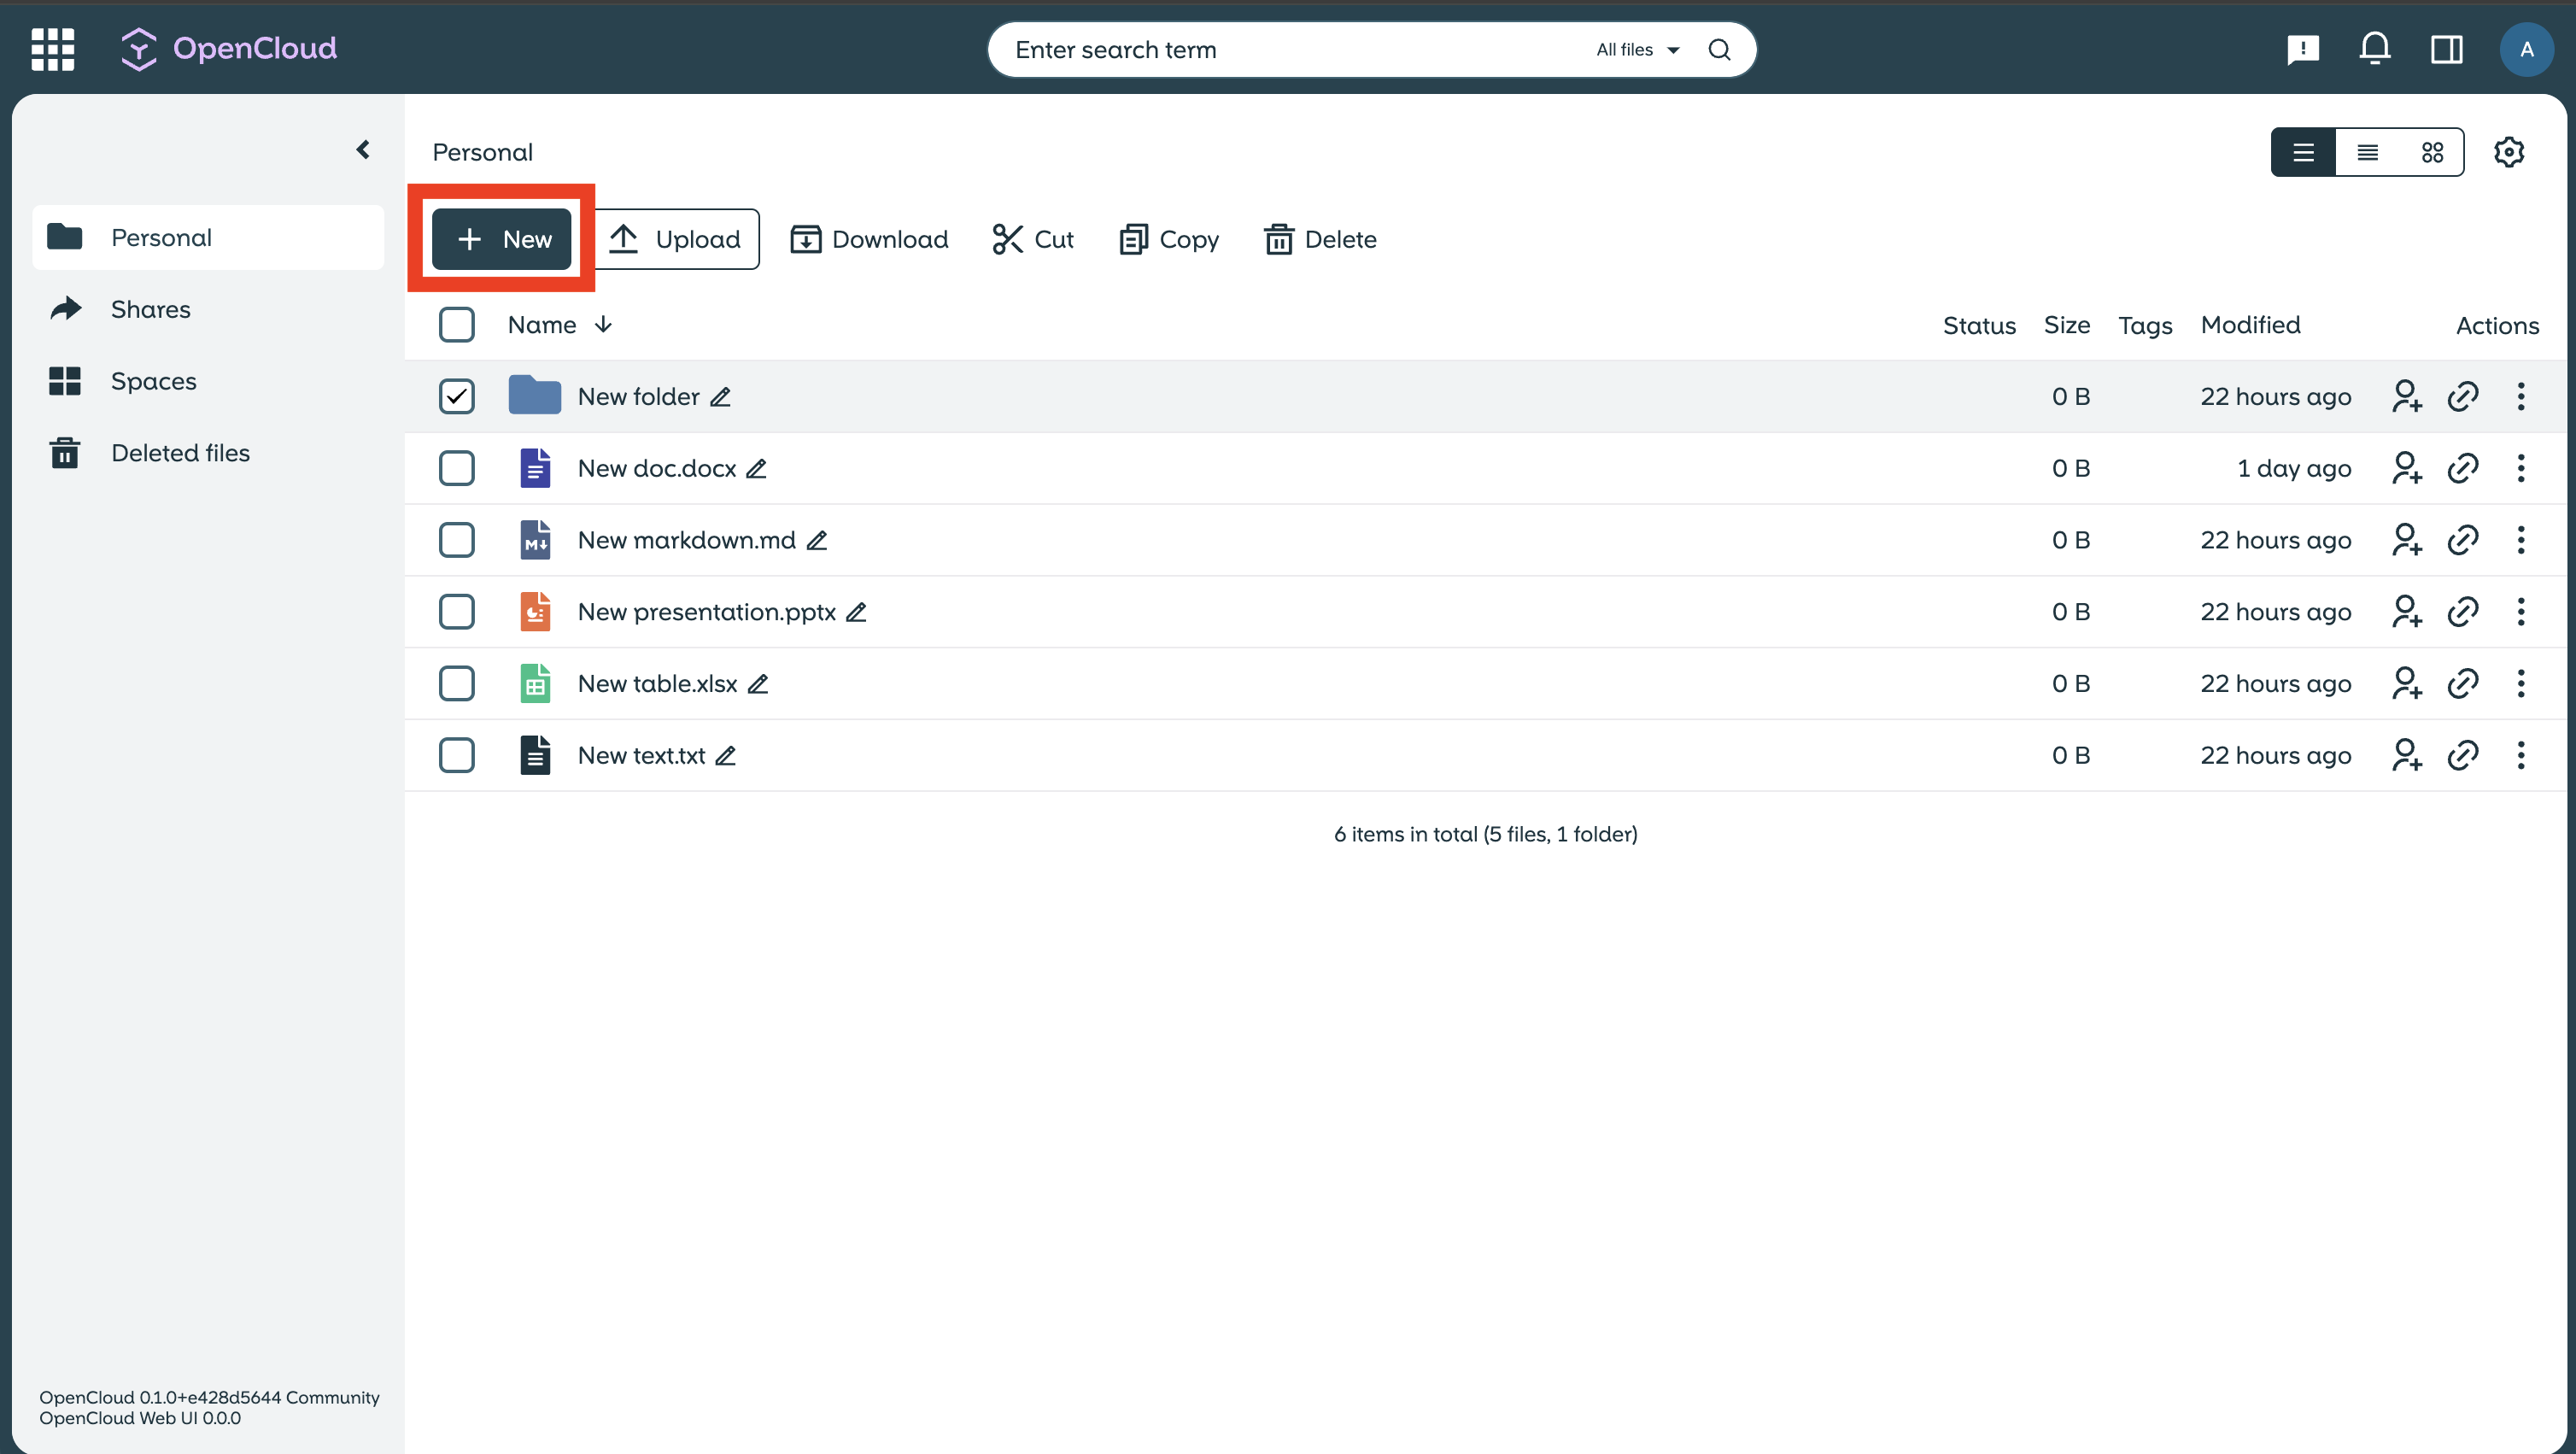 OpenCloud
Enter search term
All files
A
Personal
Personal
Shares
Spaces
Deleted files
New
Upload
Download
Cut
Copy
Delete
Name Status Size Tags Modified Actions
New folder 0 B 22 hours ago
New doc.docx 0 B 1 day ago
New markdown.md 0 B 22 hours ago
New presentation.pptx 0 B 22 hours ago
New table.xlsx 0 B 22 hours ago
New text.txt 0 B 22 hours ago
6 items in total (5 files, 1 folder)
OpenCloud 0.1.0+e428d5644 Community
OpenCloud Web UI 0.0.0